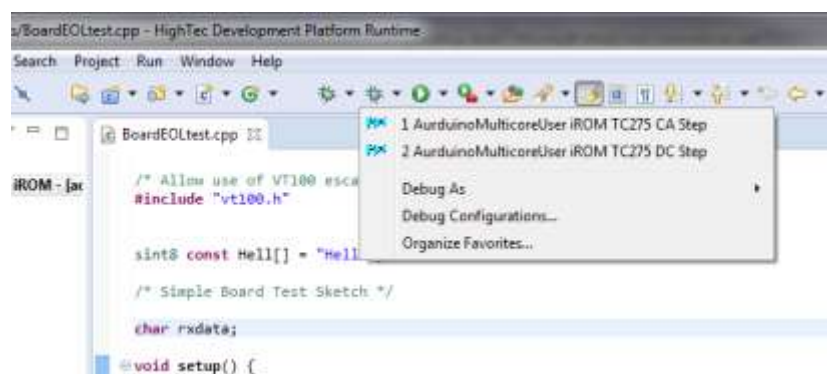 s/BoardEOLtest.cpp - HighTec Development Platform Runtime
Search Project Run Window Help
BoardEOLtest.cpp
1 AurduinoMulticoreUser iROM TC275 CA Step
2 AurduinoMulticoreUser iROM TC275 DC Step
Debug As
Debug Configurations...
Organize Favorites...
iROM - [ac
/* Allow use of VT100 esca
#include "vt100.h"
sint8 const Hell[] = "Hell
/* Simple Board Test Sketch */
char rxdata;
void setup() {